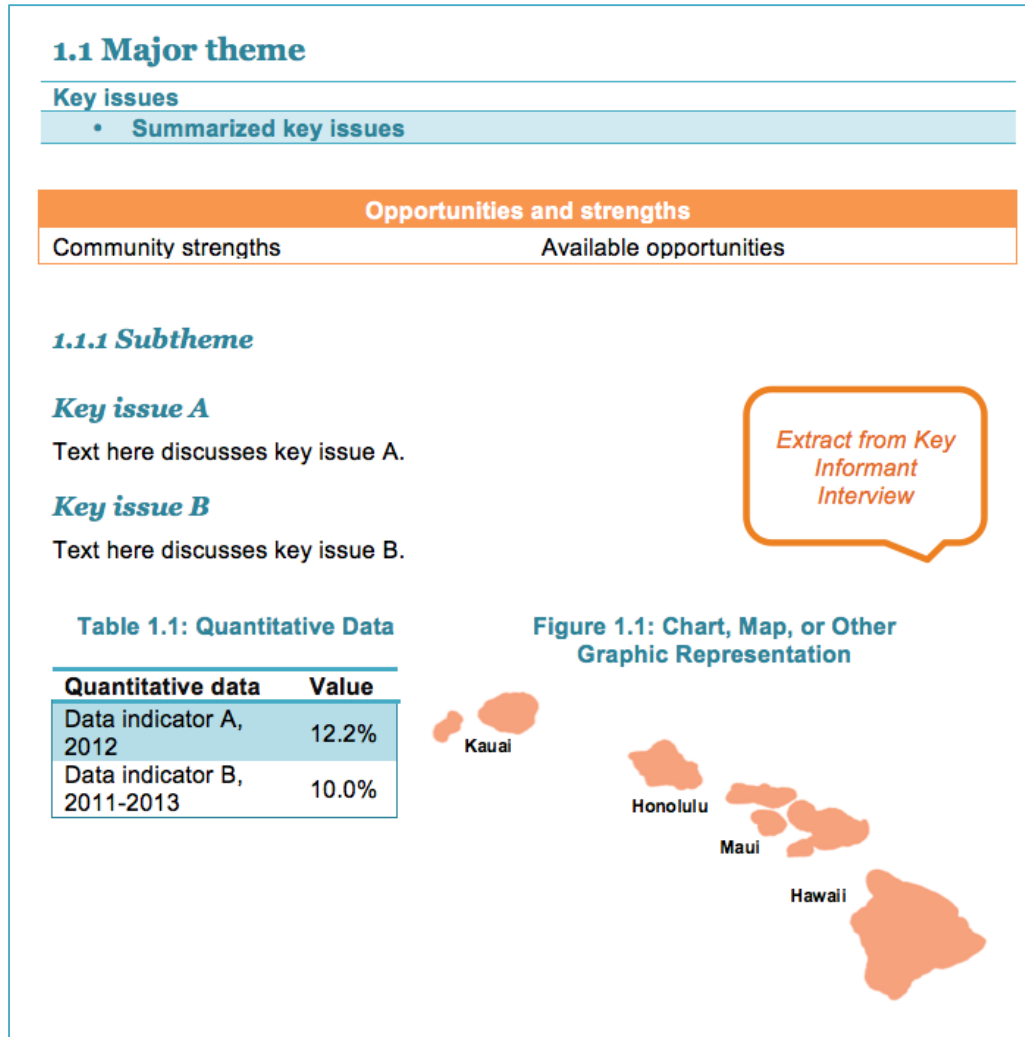 1.1 Major theme
Key issues
• Summarized key issues
Opportunities and strengths
Community strengths
Available opportunities
1.1.1 Subtheme
Key issue A
Text here discusses key issue A.
Key issue B
Text here discusses key issue B.
Extract from Key
Informant
Interview
Table 1.1: Quantitative Data
Quantitative data Value
Data indicator A,
2012
12.2%
Data indicator B,
2011-2013
10.0%
Figure 1.1: Chart, Map, or Other
Graphic Representation
Kauai
Honolulu
Maui
Hawaii